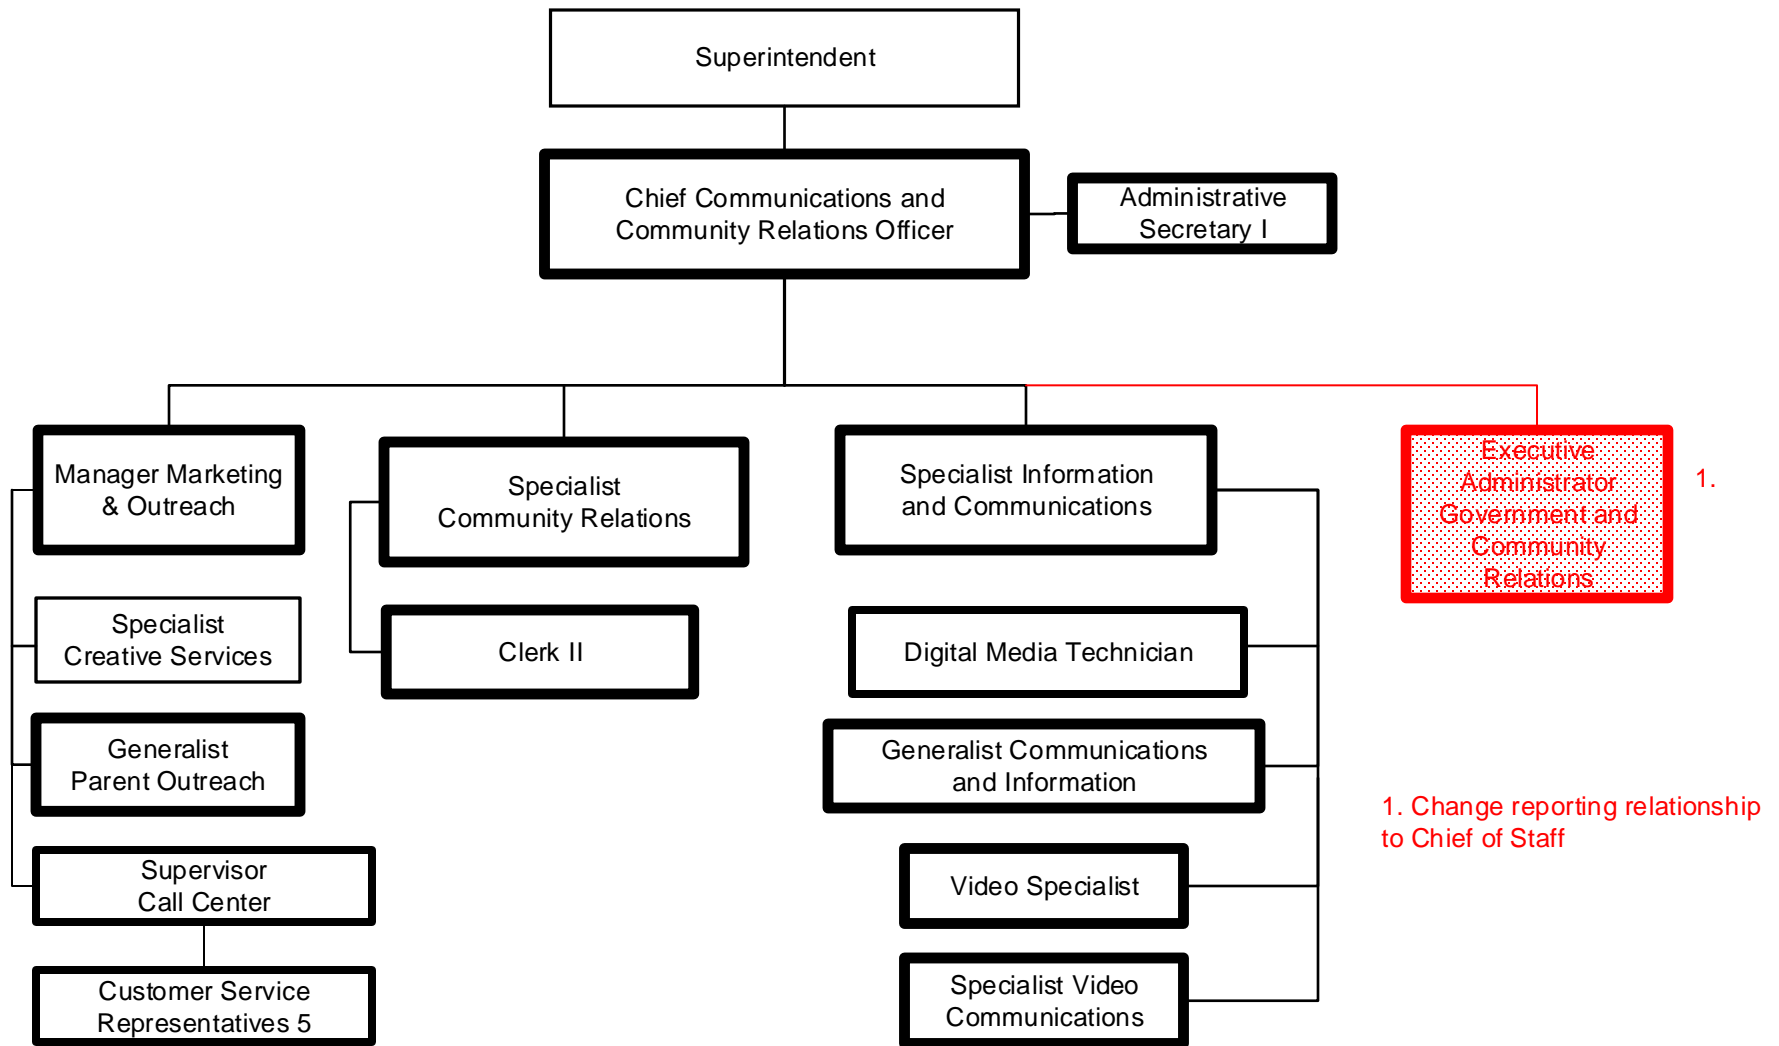 Superintendent
Chief Communications and
Community Relations Officer
Administrative
Secretary I
Manager Marketing
& Outreach
Specialist
Community Relations
Specialist Information
and Communications
Executive
Administrator
Government and
Community
Relations
1.
Specialist
Creative Services
Clerk II
Digital Media Technician
Generalist
Parent Outreach
Generalist Communications
and Information
1. Change reporting relationship
to Chief of Staff
Supervisor
Call Center
Video Specialist
Customer Service
Representatives 5
Specialist Video
Communications